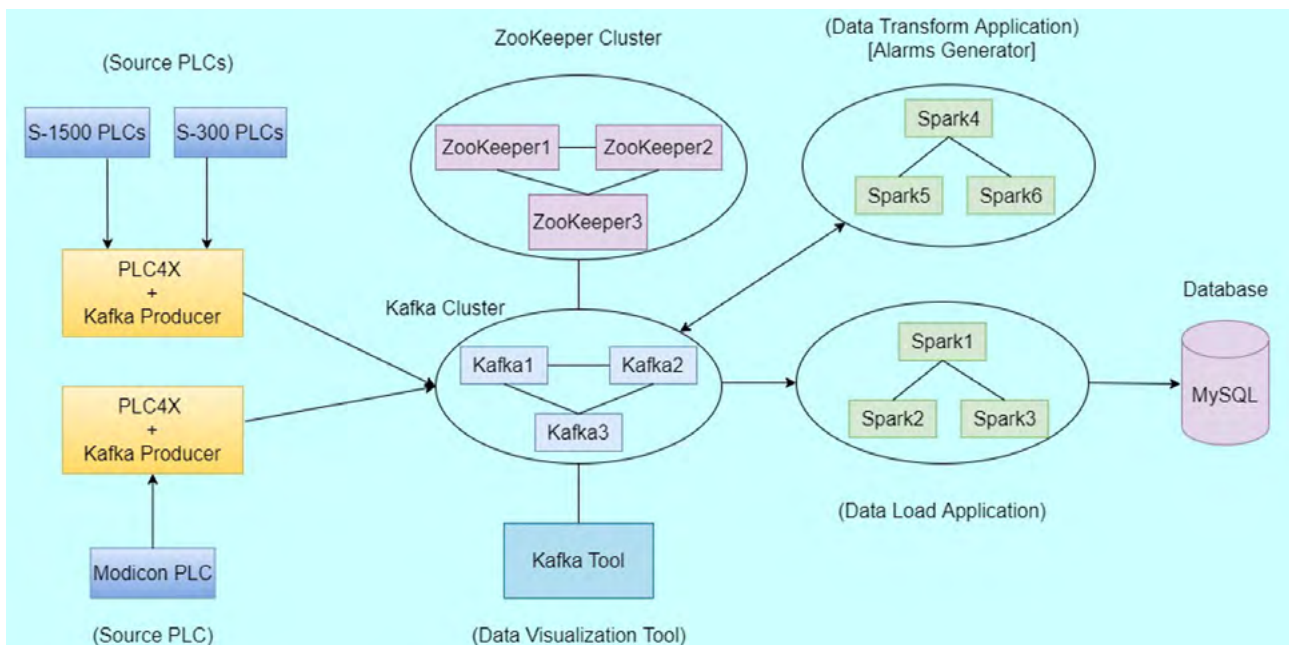 (Source PLCs)
S-1500 PLCs
S-300 PLCs
PLC4X
+
Kafka Producer
PLC4X
+
Kafka Producer
Modicon PLC
(Source PLC)
ZooKeeper Cluster
ZooKeeper1
ZooKeeper2
ZooKeeper3
Kafka Cluster
Kafka1
Kafka2
Kafka3
Kafka Tool
(Data Visualization Tool)
(Data Transform Application)
[Alarms Generator]
Spark4
Spark5
Spark6
Spark1
Spark2
Spark3
(Data Load Application)
Database
MySQL